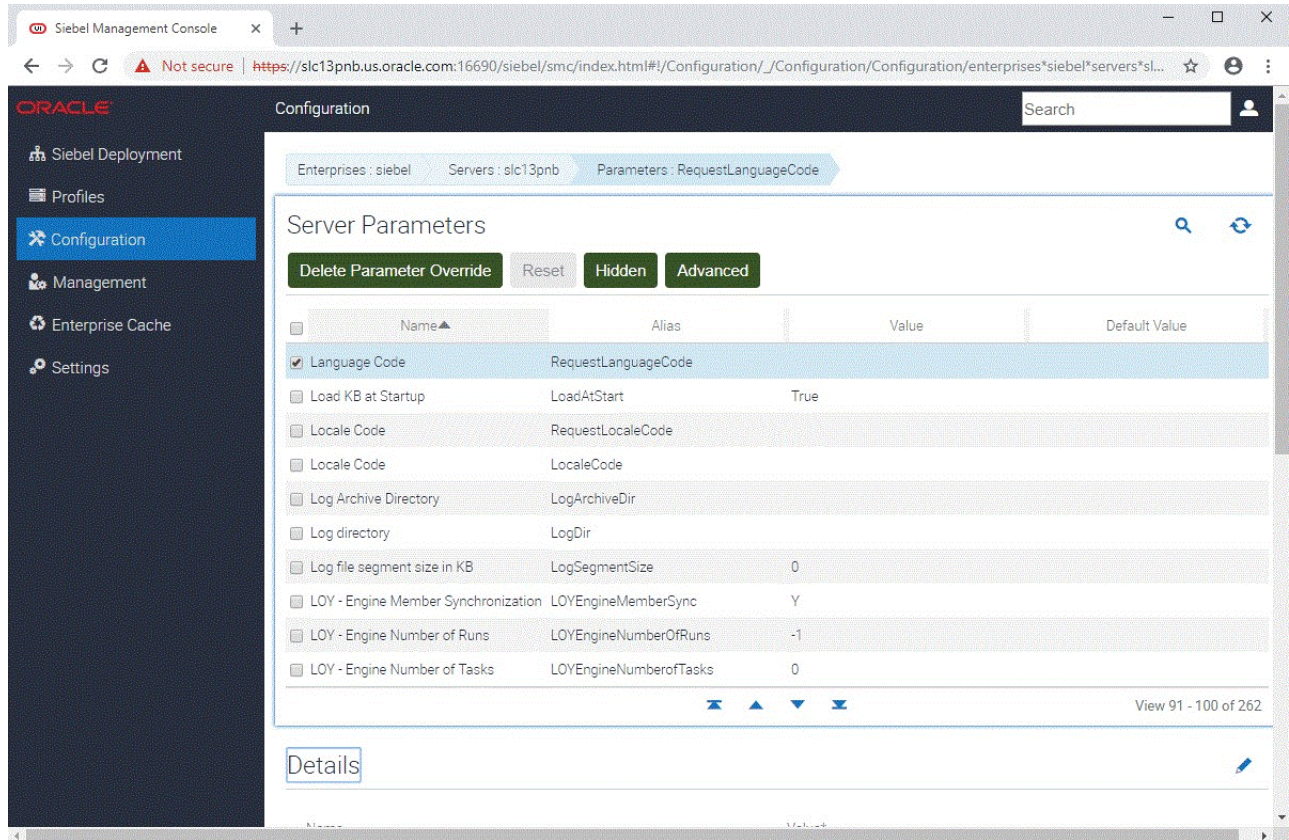 Siebel Management Console
Not secure | https://slc13pnb.us.oracle.com:16690/siebel/smc/index.html#!/Configuration/_/Configuration/Configuration/enterprises*siebel*servers*sl...
ORACLE
Configuration
Search
Siebel Deployment
Profiles
Configuration
Management
Enterprise Cache
Settings
Enterprises : siebel Servers : slc13pnb Parameters : RequestLanguageCode
Server Parameters
Delete Parameter Override Reset Hidden Advanced
Name Alias Value Default Value
Language Code RequestLanguageCode
Load KB at Startup LoadAtStart True
Locale Code RequestLocaleCode
Locale Code LocaleCode
Log Archive Directory LogArchiveDir
Log directory LogDir
Log file segment size in KB LogSegmentSize 0
LOY - Engine Member Synchronization LOYEngineMemberSync Y
LOY - Engine Number of Runs LOYEngineNumberOfRuns -1
LOY - Engine Number of Tasks LOYEngineNumberofTasks 0
View 91 - 100 of 262
Details